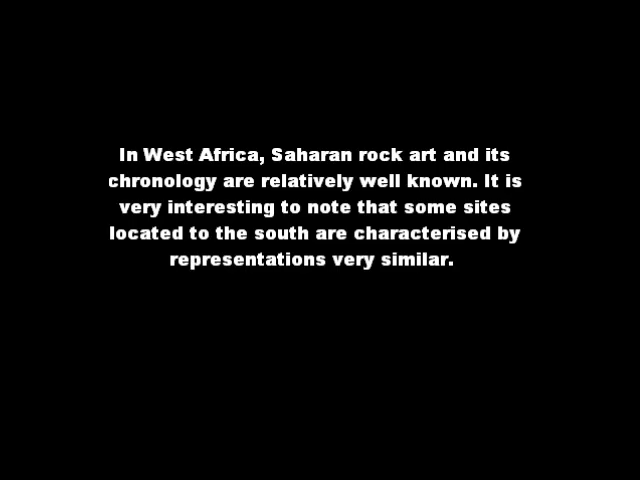 In West Africa, Saharan rock art and its
chronology are relatively well known. It is
very interesting to note that some sites
located to the south are characterised by
representations very similar.